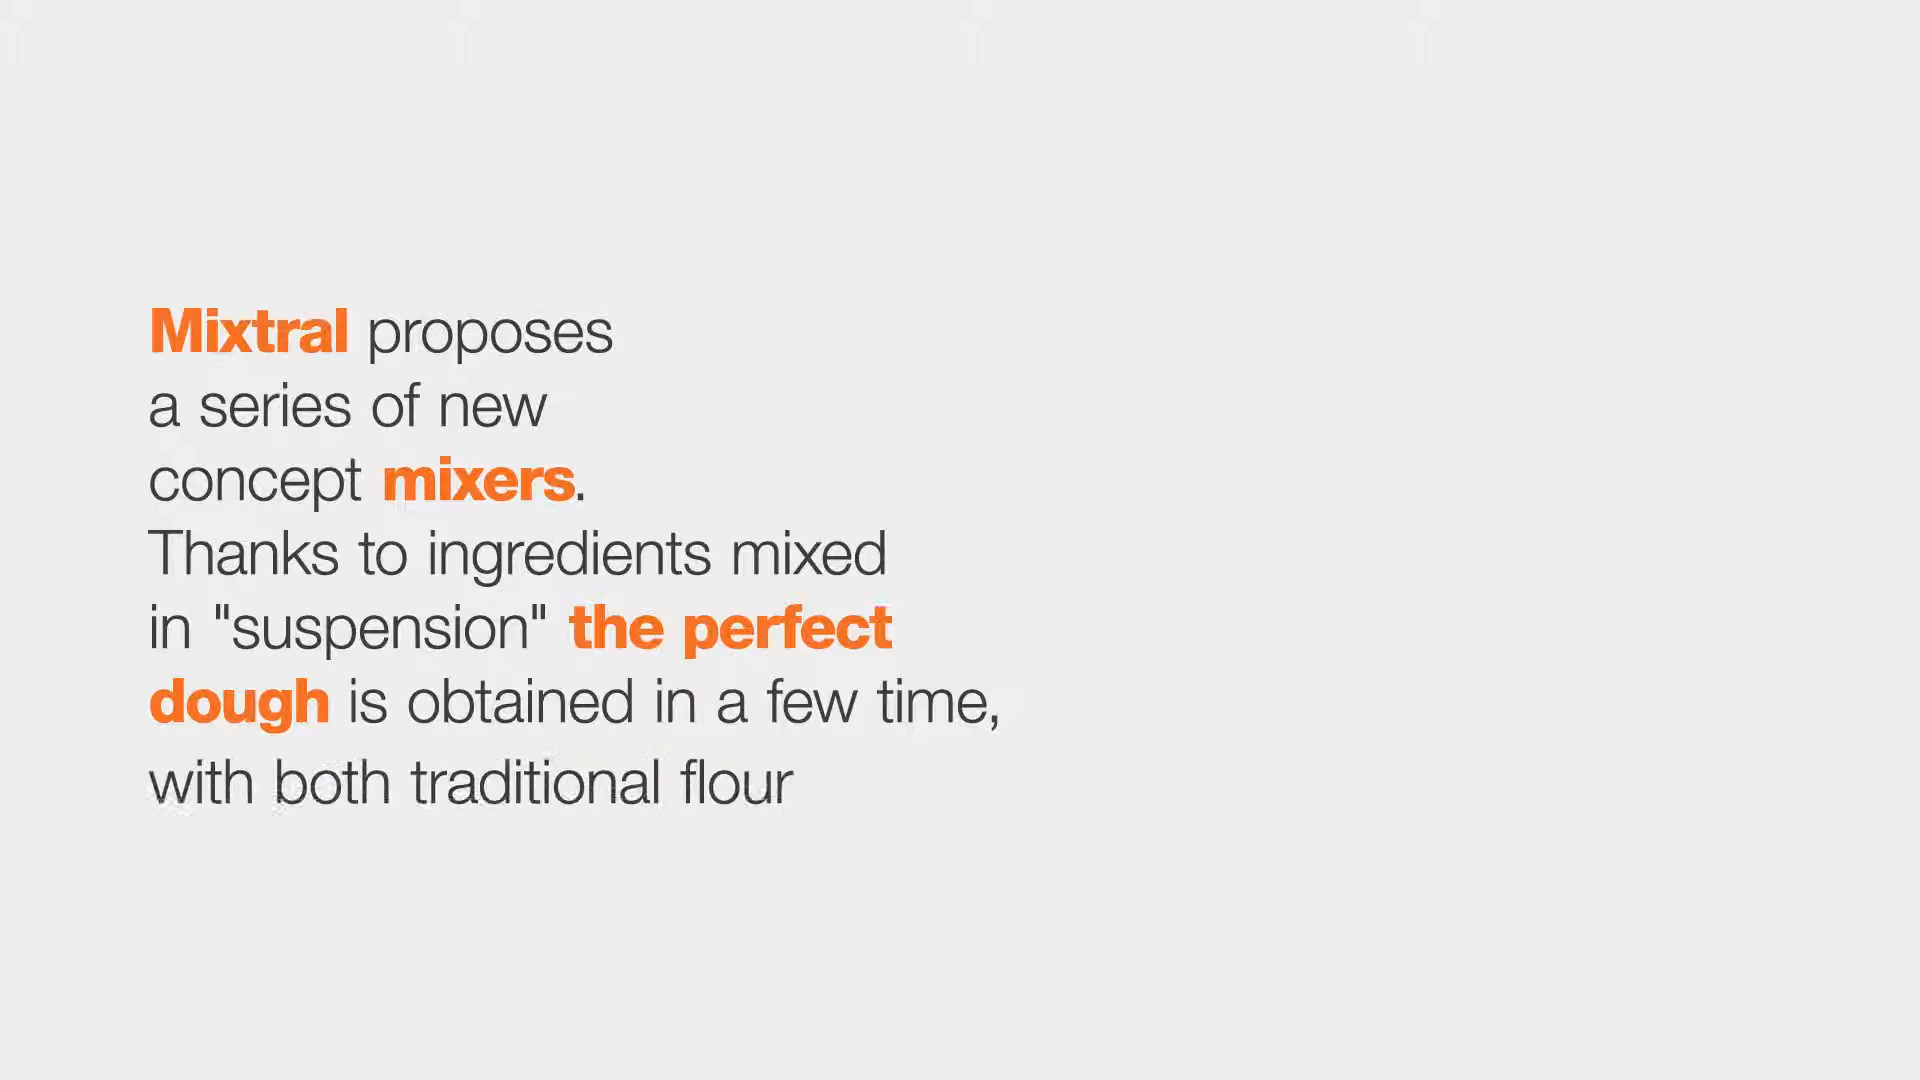 Mixtral proposes
a series of new
concept mixers.
Thanks to ingredients mixed
in "suspension" the perfect
dough is obtained in a few time,
with both traditional flour